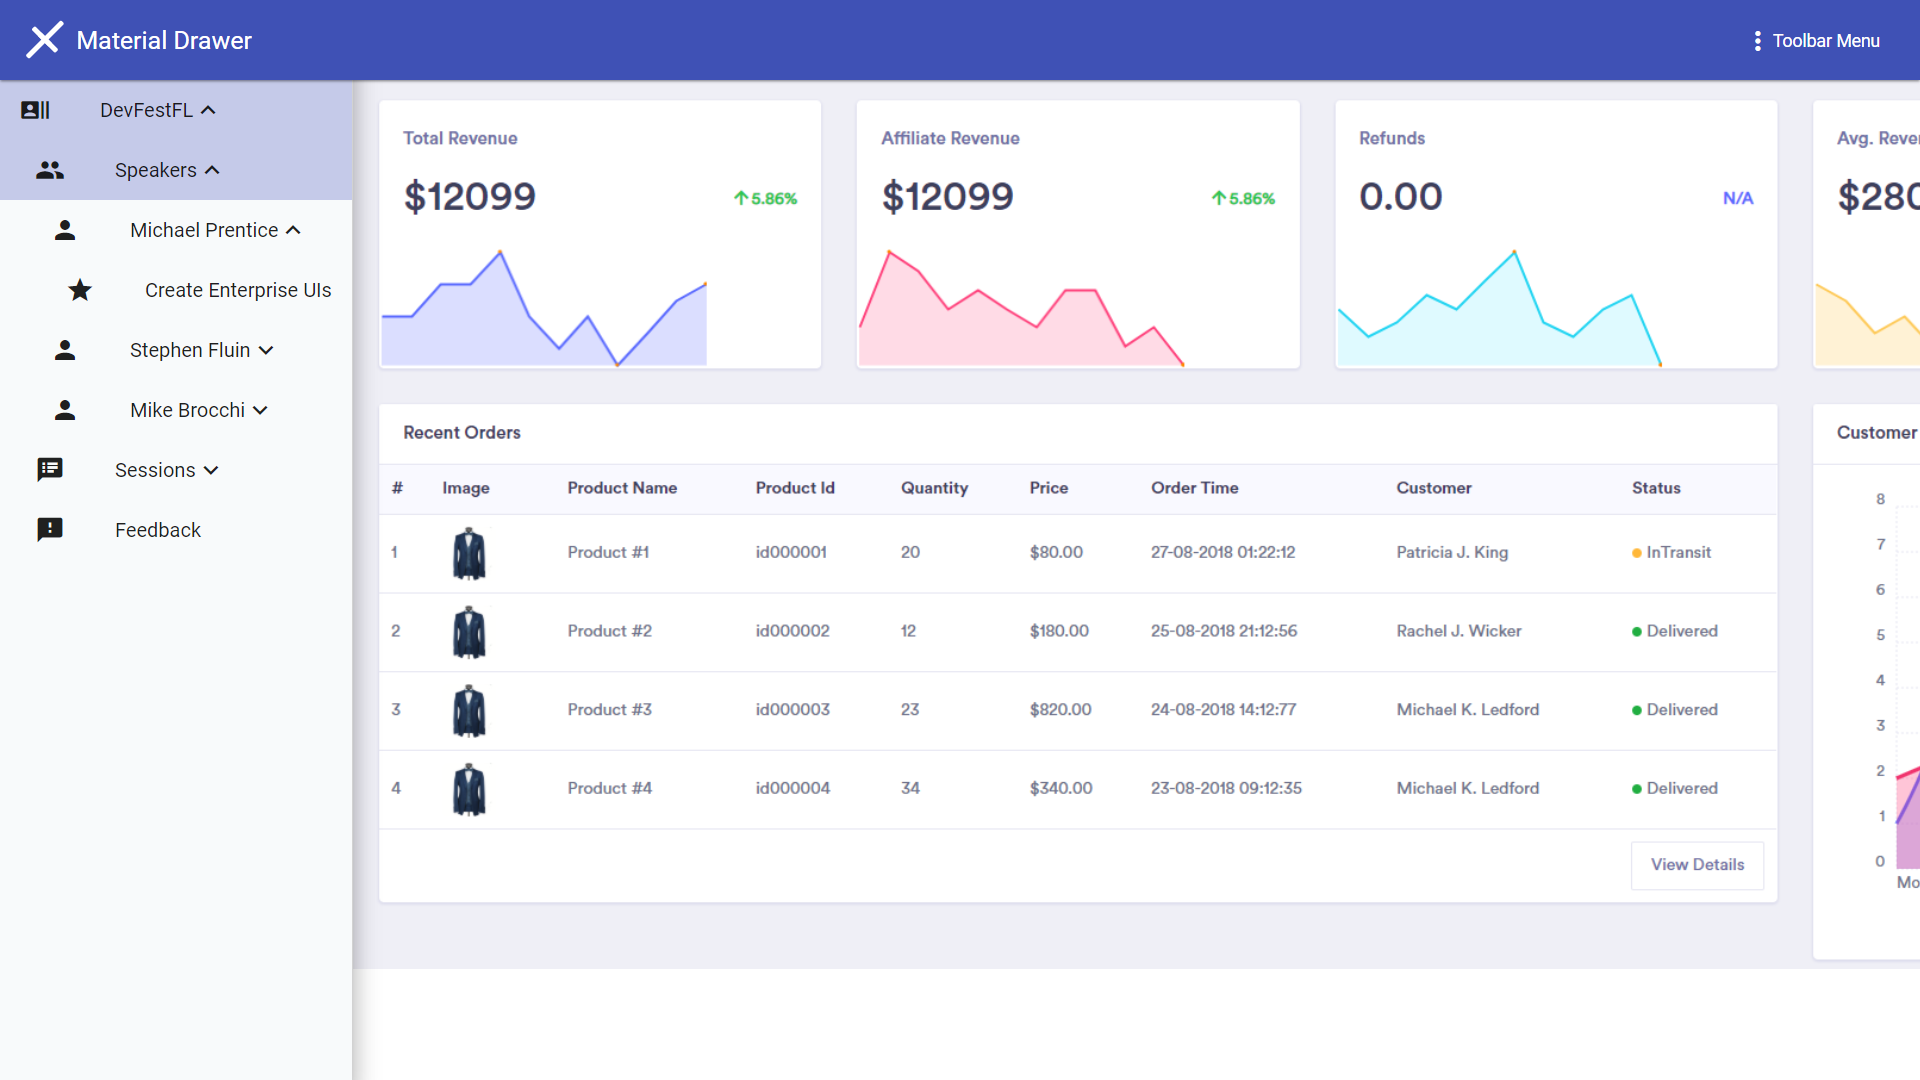 Material Drawer
Toolbar Menu
DevFestFL
Speakers
Michael Prentice
Create Enterprise UIs
Stephen Fluin
Mike Brocchi
Sessions
Feedback
Total Revenue
$12099
5.86%
Affiliate Revenue
$12099
5.86%
Refunds
0.00
N/A
Avg.
Recent Orders
# Image Product Name Product Id Quantity Price Order Time Customer Status
1 Product #1 id000001 20 $80.00 27-08-2018 01:22:12 Patricia J. King InTransit
2 Product #2 id000002 12 $180.00 25-08-2018 21:12:56 Rachel J. Wicker Delivered
3 Product #3 id000003 23 $820.00 24-08-2018 14:12:77 Michael K. Ledford Delivered
4 Product #4 id000004 34 $340.00 23-08-2018 09:12:35 Michael K. Ledford Delivered
View Details
Customer
8
7
6
5
4
3
2
1
0